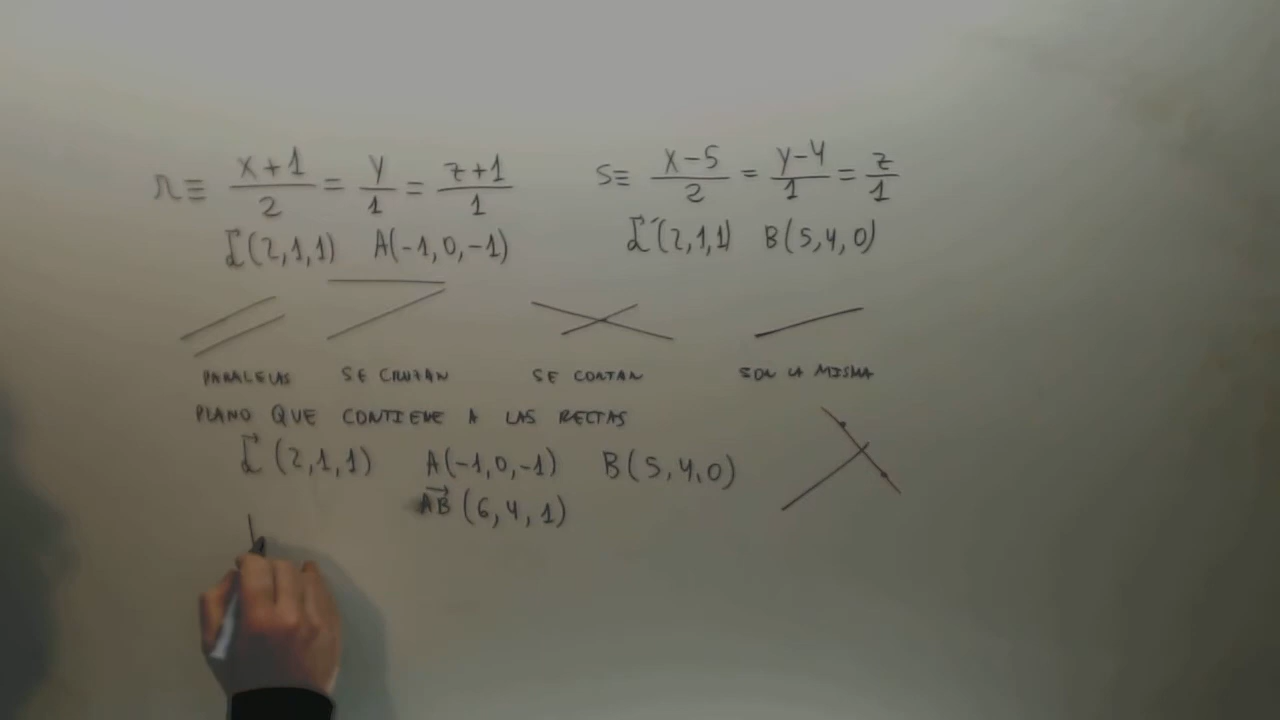 r≡ x+1/2 = y/1 = z+1/1 s≡ x-5/2 = y-4/1 = z/1
d⃗(2,1,1) A(-1,0,-1) d⃗´(2,1,1) B(5,4,0)
PARALELAS SE CRUZAN SE CORTAN SON LA MISMA
PLANO QUE CONTIENE A LAS RECTAS
d⃗(2,1,1) A(-1,0,-1) B(5,4,0)
AB⃗(6,4,1)